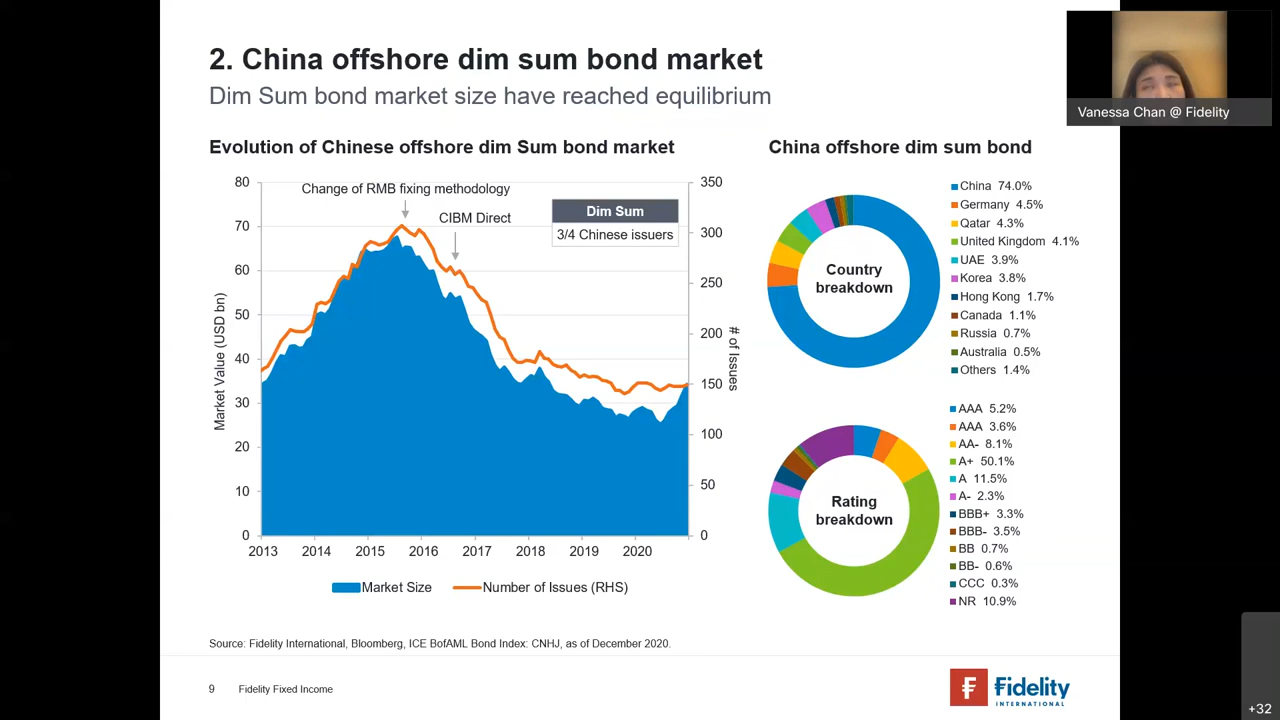 2. China offshore dim sum bond market
Dim Sum bond market size have reached equilibrium
Vanessa Chan @ Fidelity
Evolution of Chinese offshore dim Sum bond market
80
70
60
50
40
30
20
10
0
Market Value (USD bn)
Change of RMB fixing methodology
CIBM Direct
Dim Sum
3/4 Chinese issuers
350
300
250
200
150
100
50
0
# of Issues
2013 2014 2015 2016 2017 2018 2019 2020
Market Size
Number of Issues (RHS)
China offshore dim sum bond
Country
breakdown
China 74.0%
Germany 4.5%
Qatar 4.3%
United Kingdom 4.1%
UAE 3.9%
Korea 3.8%
Hong Kong 1.7%
Canada 1.1%
Russia 0.7%
Australia 0.5%
Others 1.4%
Rating
breakdown
AAA 5.2%
AAA 3.6%
AA- 8.1%
A+ 50.1%
A 11.5%
A- 2.3%
BBB+ 3.3%
BBB- 3.5%
BB 0.7%
BB- 0.6%
CCC 0.3%
NR 10.9%
Source: Fidelity International, Bloomberg, ICE BofAML Bond Index: CNHJ, as of December 2020.
9 Fidelity Fixed Income
Fidelity
INTERNATIONAL
+32